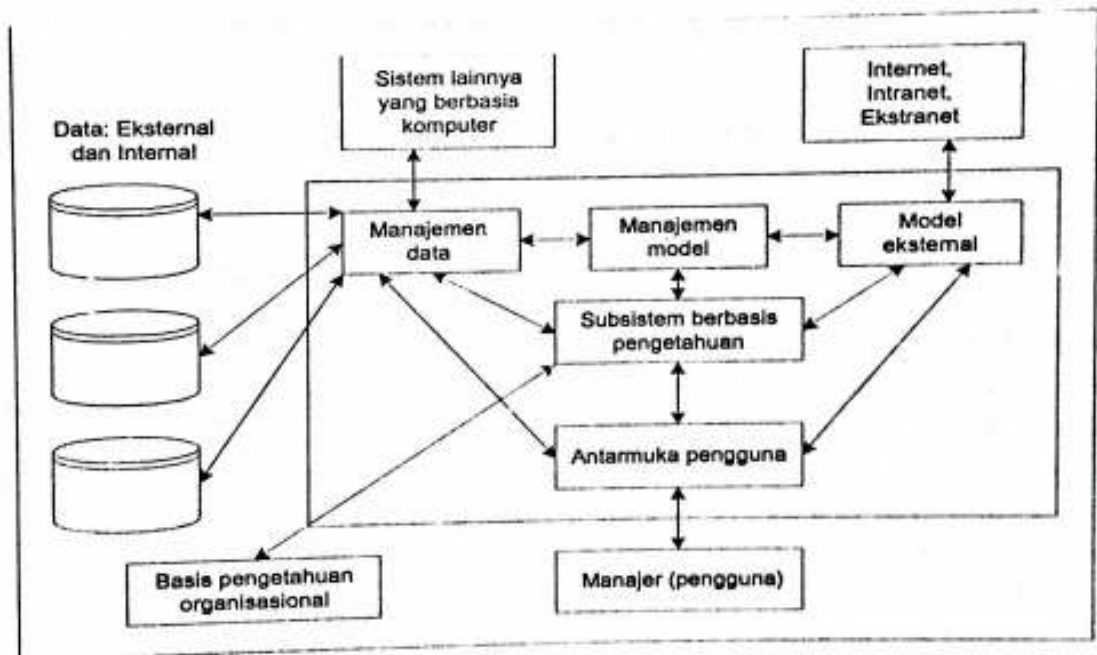 Sistem lainnya
yang berbasis
komputer
Internet,
Intranet,
Ekstranet
Data: Eksternal
dan Internal
Manajemen
data
Manajemen
model
Model
eksternal
Subsistem berbasis
pengetahuan
Antarmuka pengguna
Basis pengetahuan
organisasional
Manajer (pengguna)